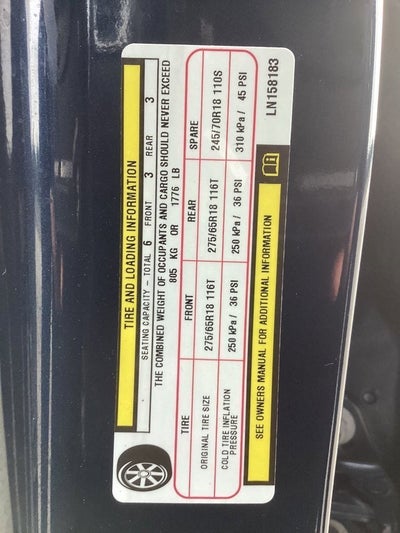 TIRE AND LOADING INFORMATION
SEATING CAPACITY – TOTAL 6 FRONT 3 REAR 3
THE COMBINED WEIGHT OF OCCUPANTS AND CARGO SHOULD NEVER EXCEED
805 KG OR 1776 LB
TIRE FRONT REAR SPARE
ORIGINAL TIRE SIZE 275/65R18 116T 275/65R18 116T 245/70R18 110S
COLD TIRE INFLATION PRESSURE 250 kPa / 36 PSI 250 kPa / 36 PSI 310 kPa / 45 PSI
SEE OWNERS MANUAL FOR ADDITIONAL INFORMATION
LN158183